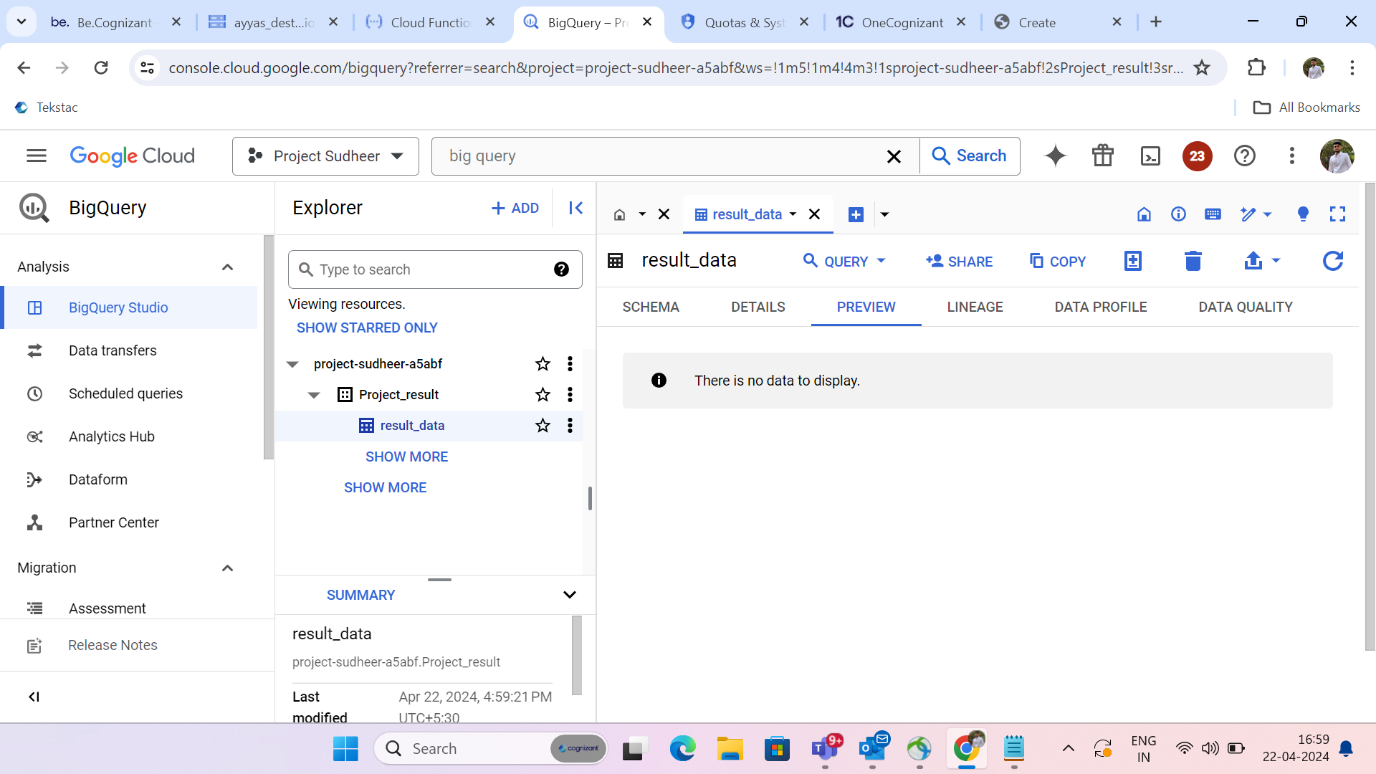 be. Be.Cognizant
ayyas_dest...io
Cloud Functio
BigQuery – Pr
Quotas & Syst
1C OneCognizant
Create
console.cloud.google.com/bigquery?referrer=search&project=project-sudheer-a5abf&ws=!1m5!1m4!4m3!1sproject-sudheer-a5abf!2sProject_result!3sr...
Tekstac
All Bookmarks
Google Cloud
Project Sudheer
big query
Search
23
BigQuery
Analysis
BigQuery Studio
Data transfers
Scheduled queries
Analytics Hub
Dataform
Partner Center
Migration
Assessment
Release Notes
Explorer
+ ADD
Type to search
Viewing resources.
SHOW STARRED ONLY
project-sudheer-a5abf
Project_result
result_data
SHOW MORE
SHOW MORE
SUMMARY
result_data
project-sudheer-a5abf.Project_result
Last modified
Apr 22, 2024, 4:59:21 PM UTC+5:30
result_data
result_data
QUERY
SHARE
COPY
SCHEMA
DETAILS
PREVIEW
LINEAGE
DATA PROFILE
DATA QUALITY
There is no data to display.
Search
cognizant
9+
ENG
IN
16:59
22-04-2024